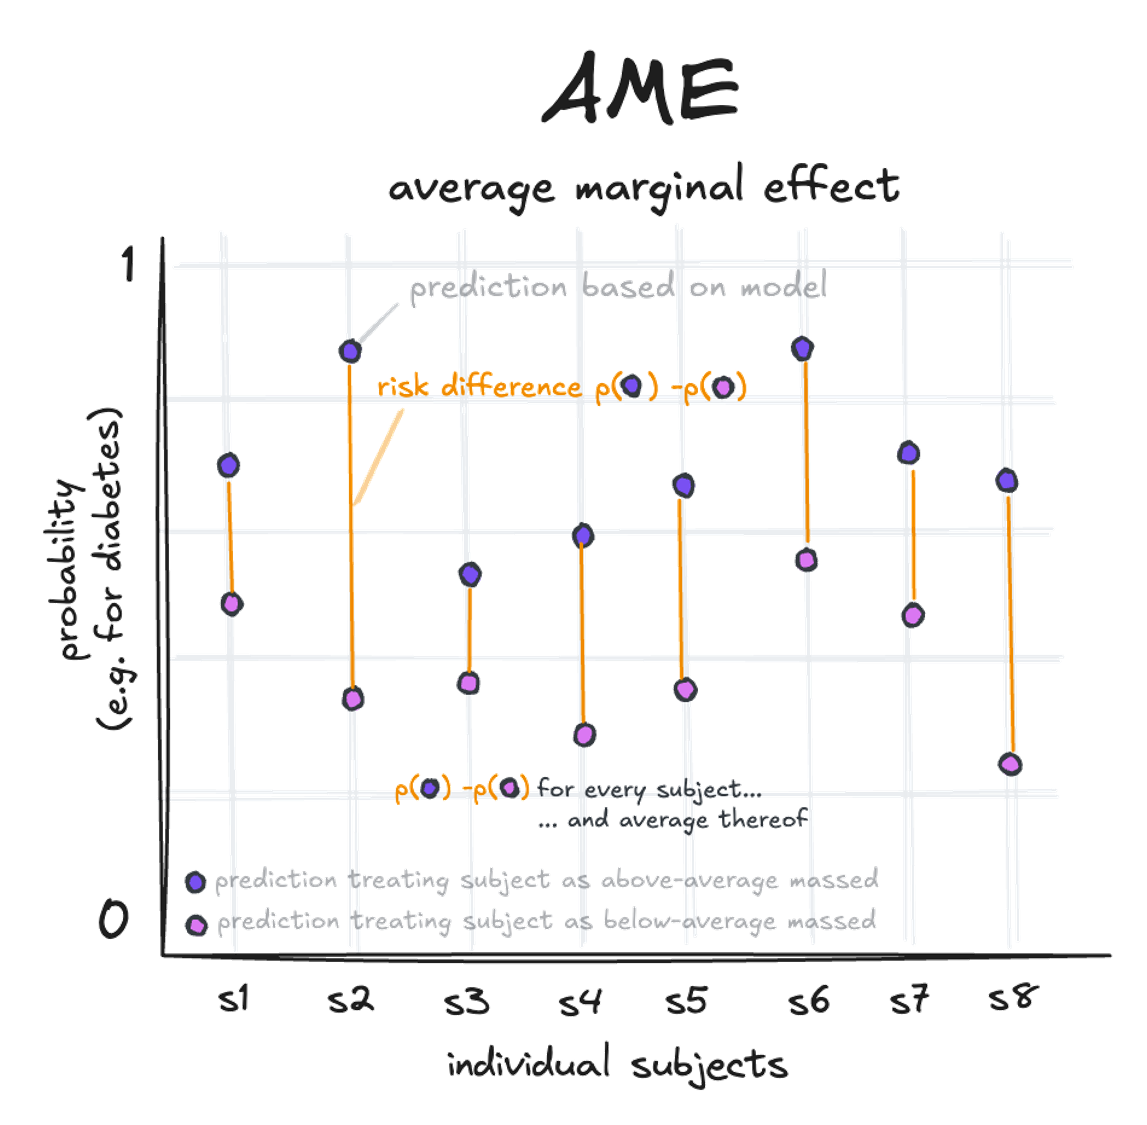 AME
average marginal effect
1
prediction based on model
risk difference p( ) -p( )
probability
(e.g. for diabetes)
p( ) -p( ) for every subject...
... and average thereof
prediction treating subject as above-average massed
prediction treating subject as below-average massed
0
s1 s2 s3 s4 s5 s6 s7 s8
individual subjects